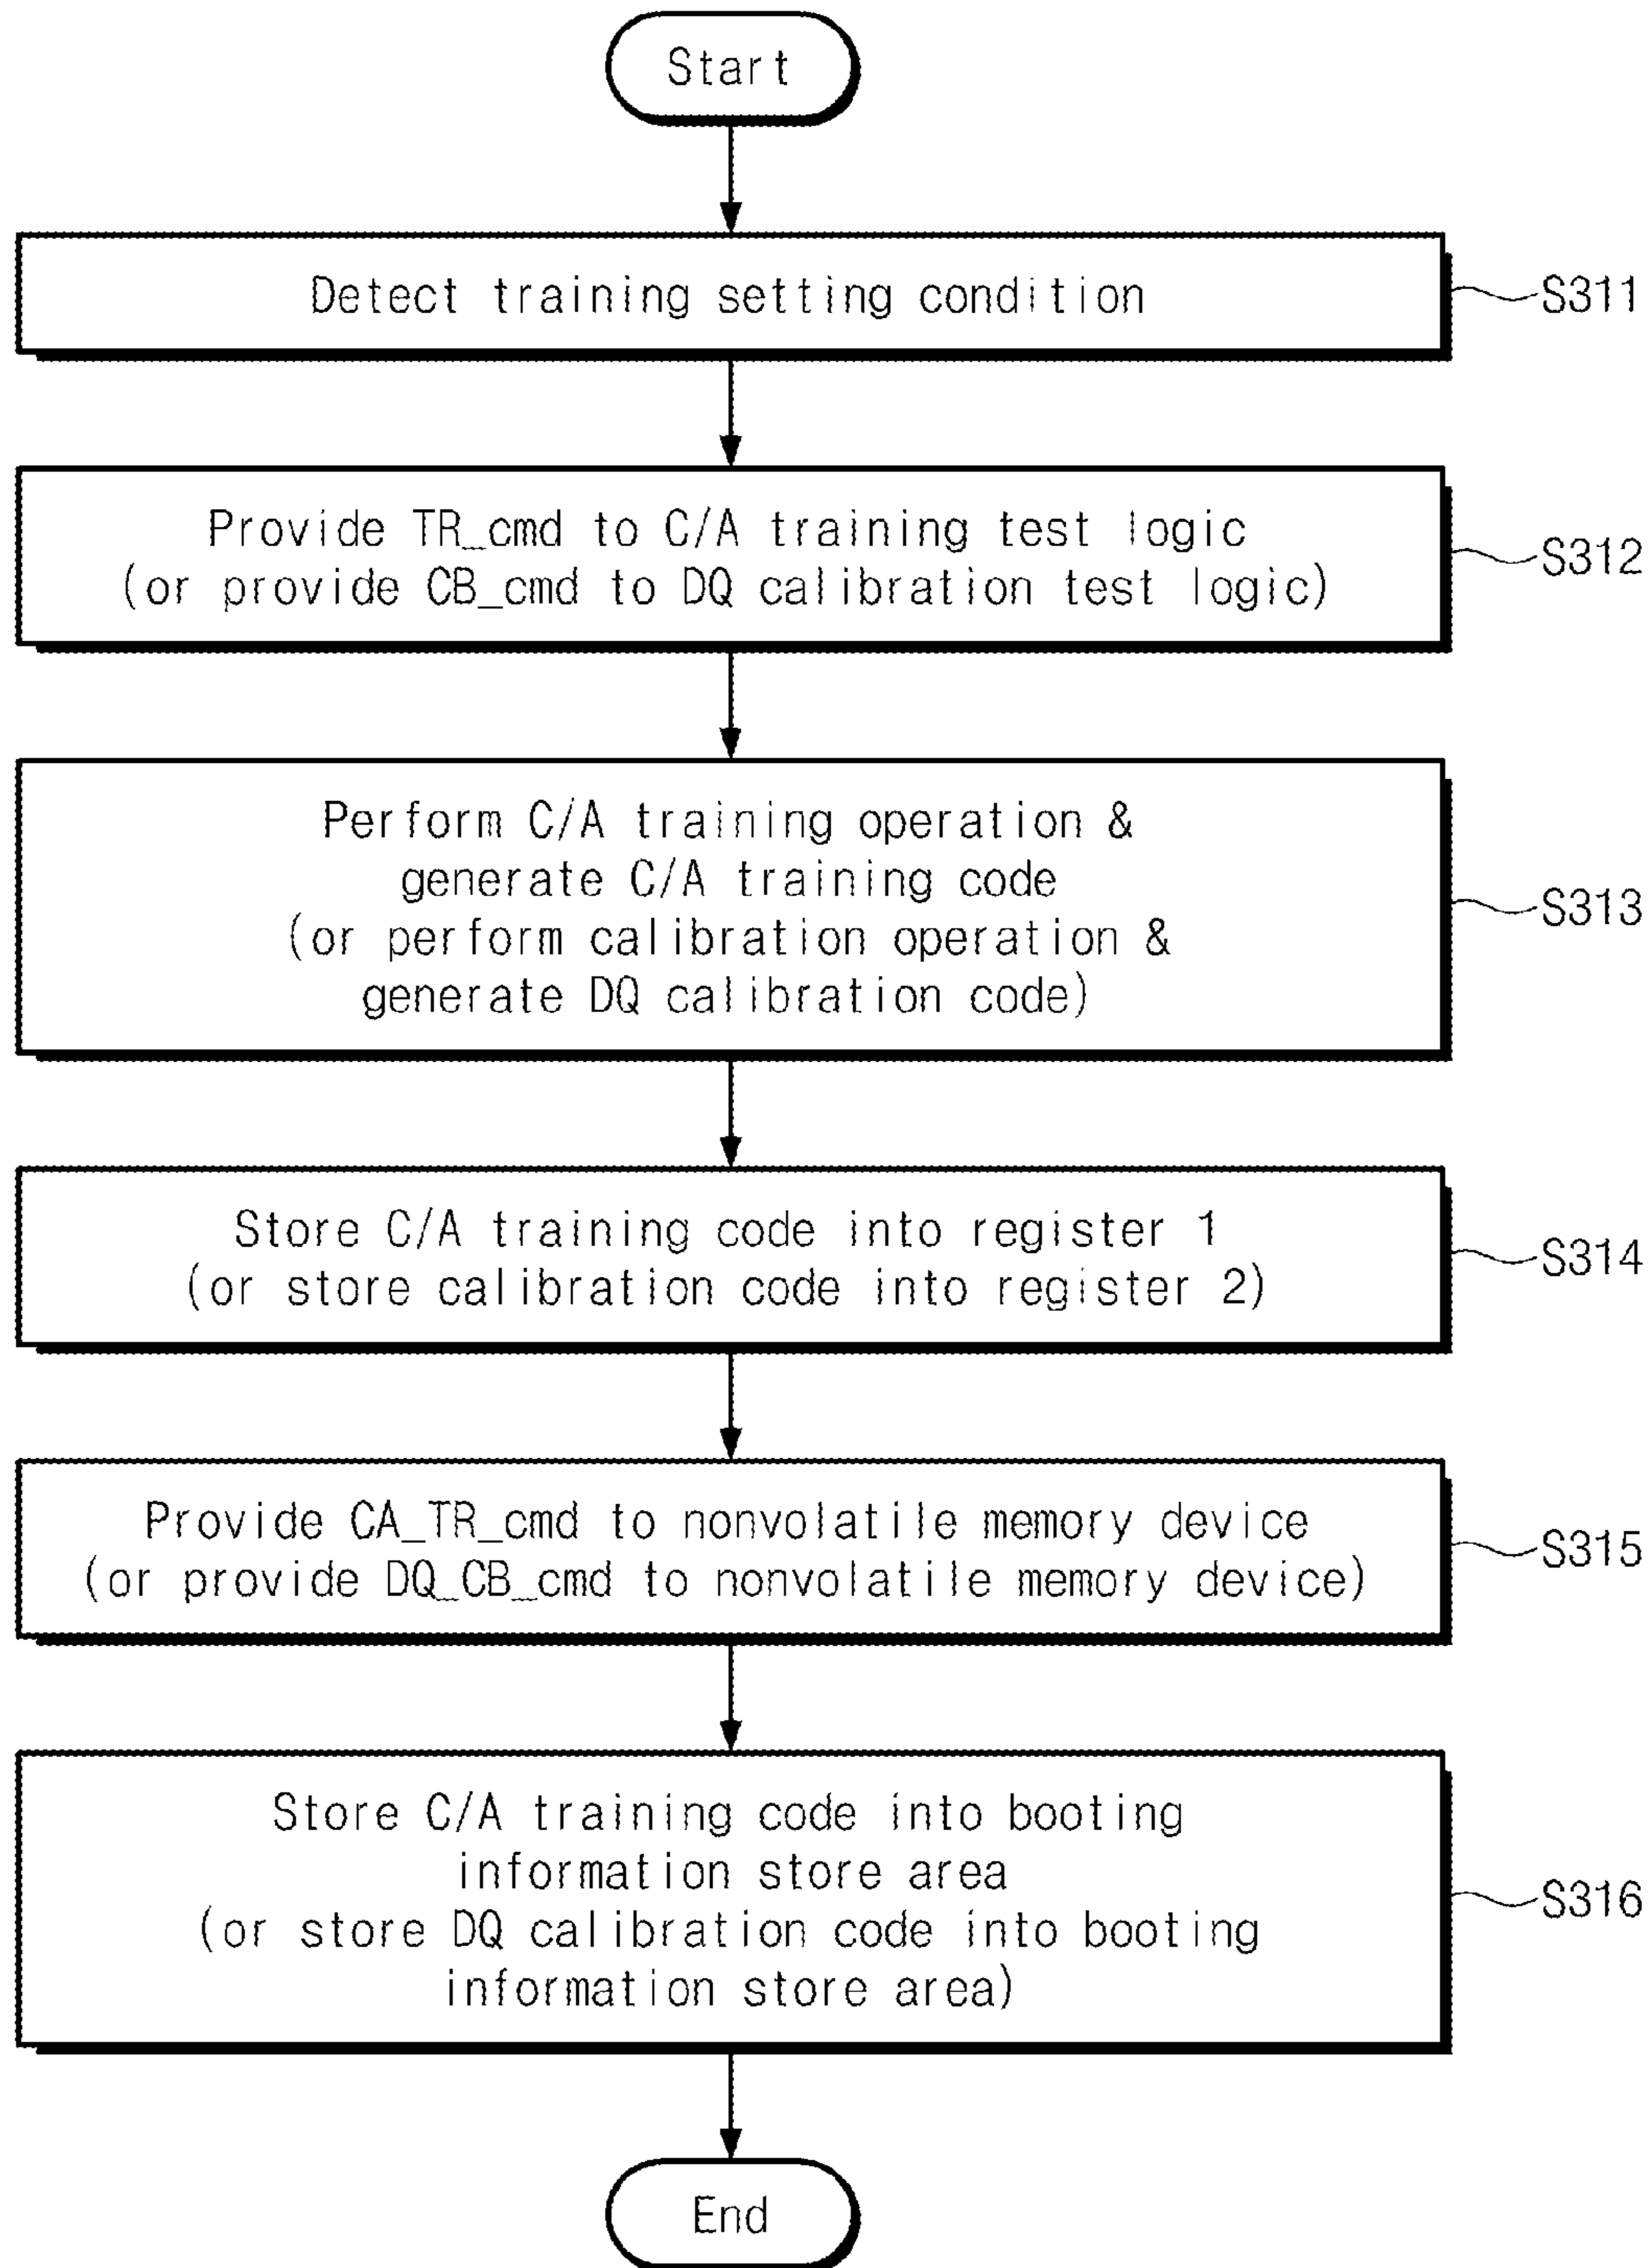 Start
Detect training setting condition
S311
Provide TR_cmd to C/A training test logic
(or provide CB_cmd to DQ calibration test logic)
S312
Perform C/A training operation &
generate C/A training code
(or perform calibration operation &
generate DQ calibration code)
S313
Store C/A training code into register 1
(or store calibration code into register 2)
S314
Provide CA_TR_cmd to nonvolatile memory device
(or provide DQ_CB_cmd to nonvolatile memory device)
S315
Store C/A training code into booting
information store area
(or store DQ calibration code into booting
information store area)
S316
End